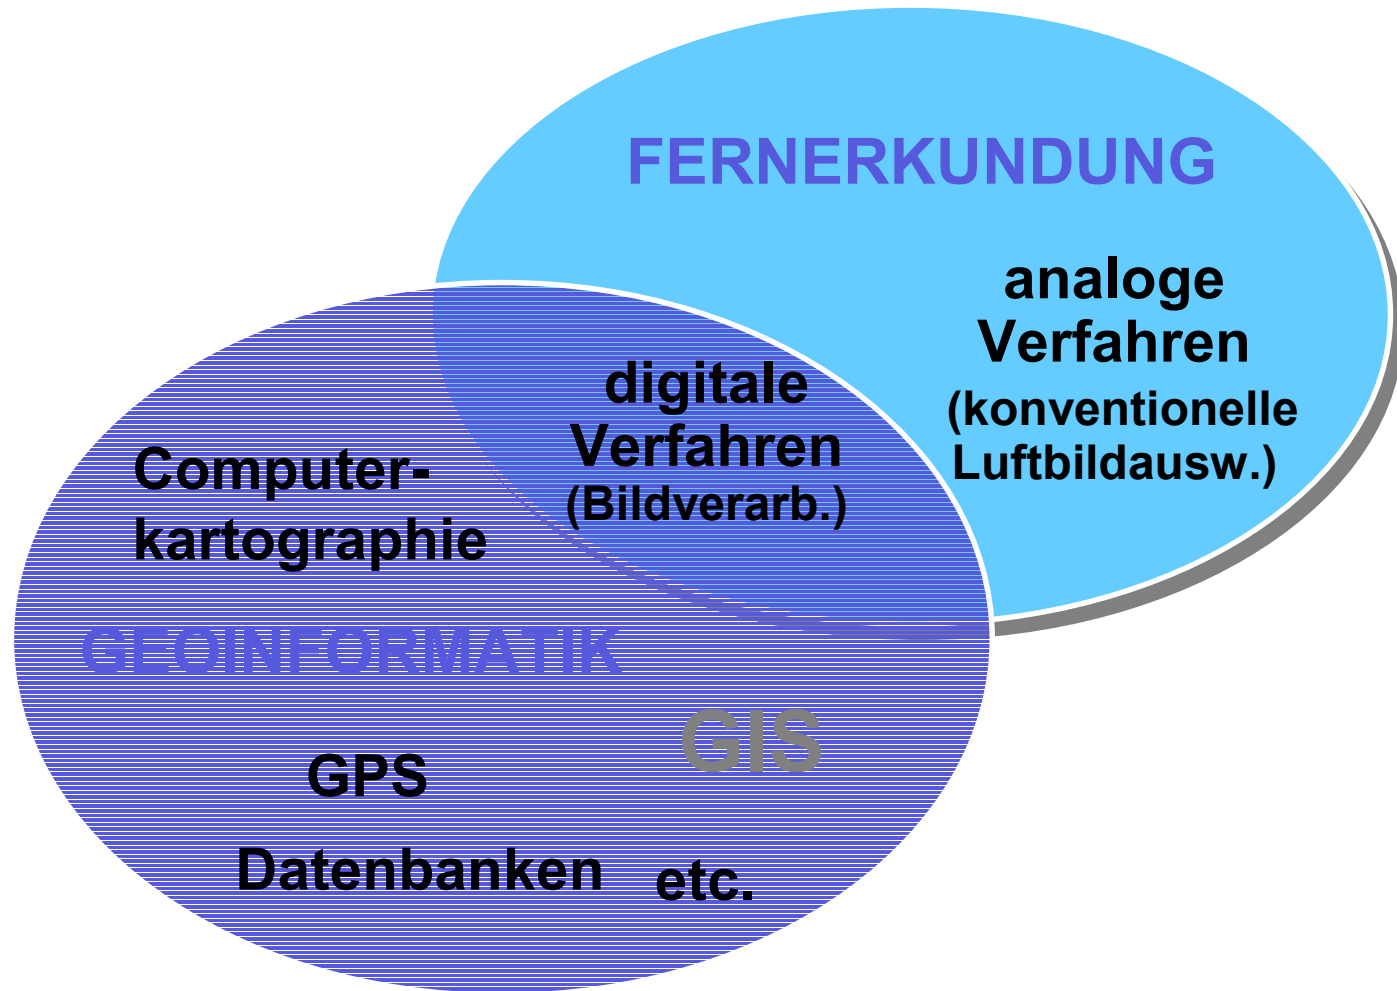 FERNERKUNDUNG
analoge
Verfahren
(konventionelle
Luftbildausw.)
digitale
Verfahren
(Bildverarb.)
Computer-
kartographie
GEOINFORMATIK
GIS
GPS
Datenbanken
etc.